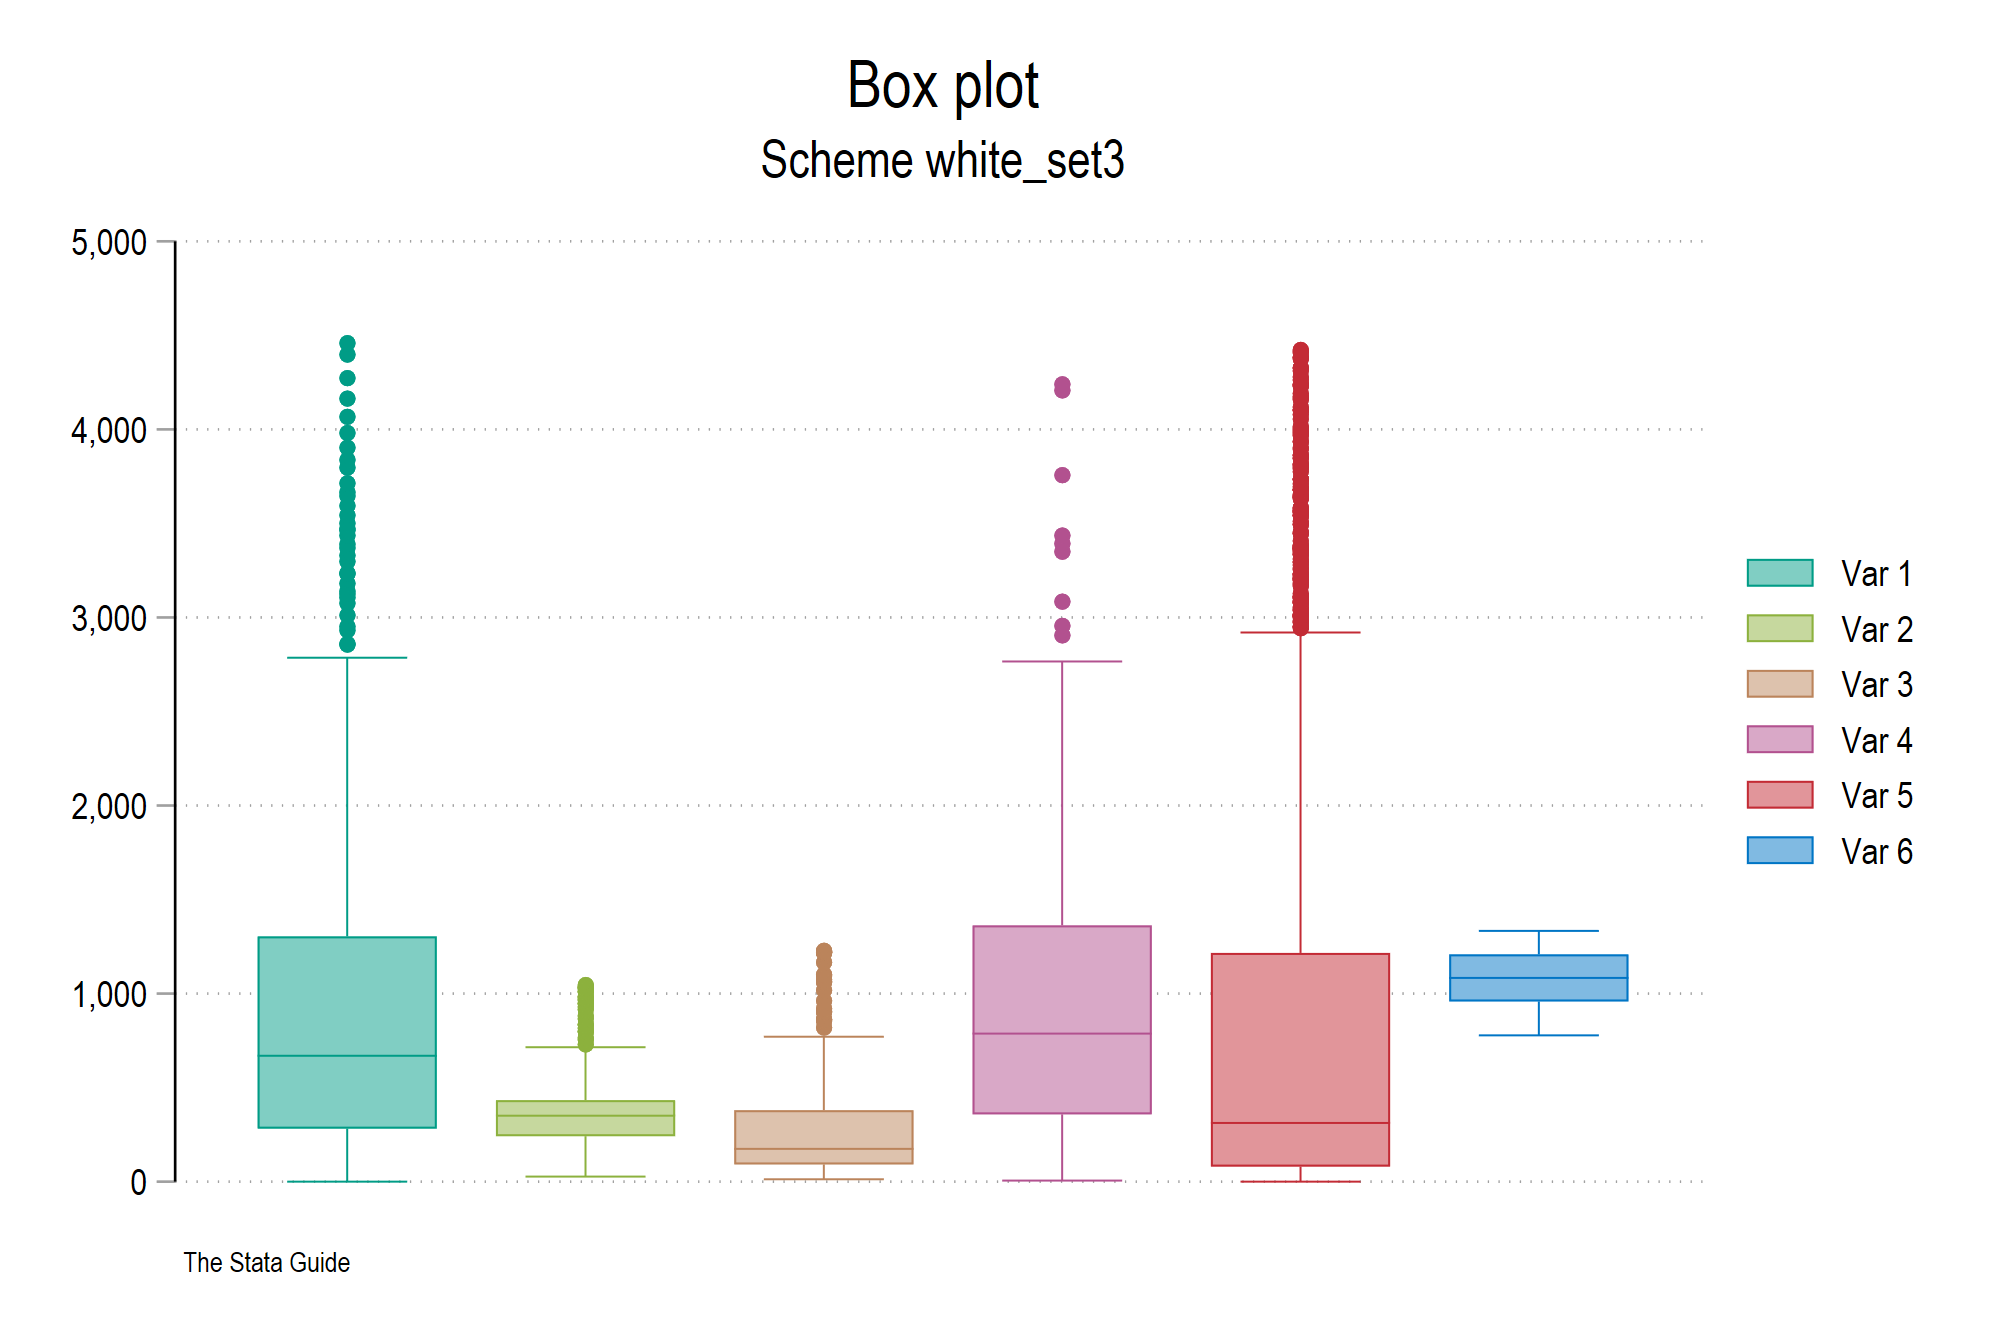 Box plot
Scheme white_set3
5,000
4,000
3,000
2,000
1,000
0
Var 1
Var 2
Var 3
Var 4
Var 5
Var 6
The Stata Guide